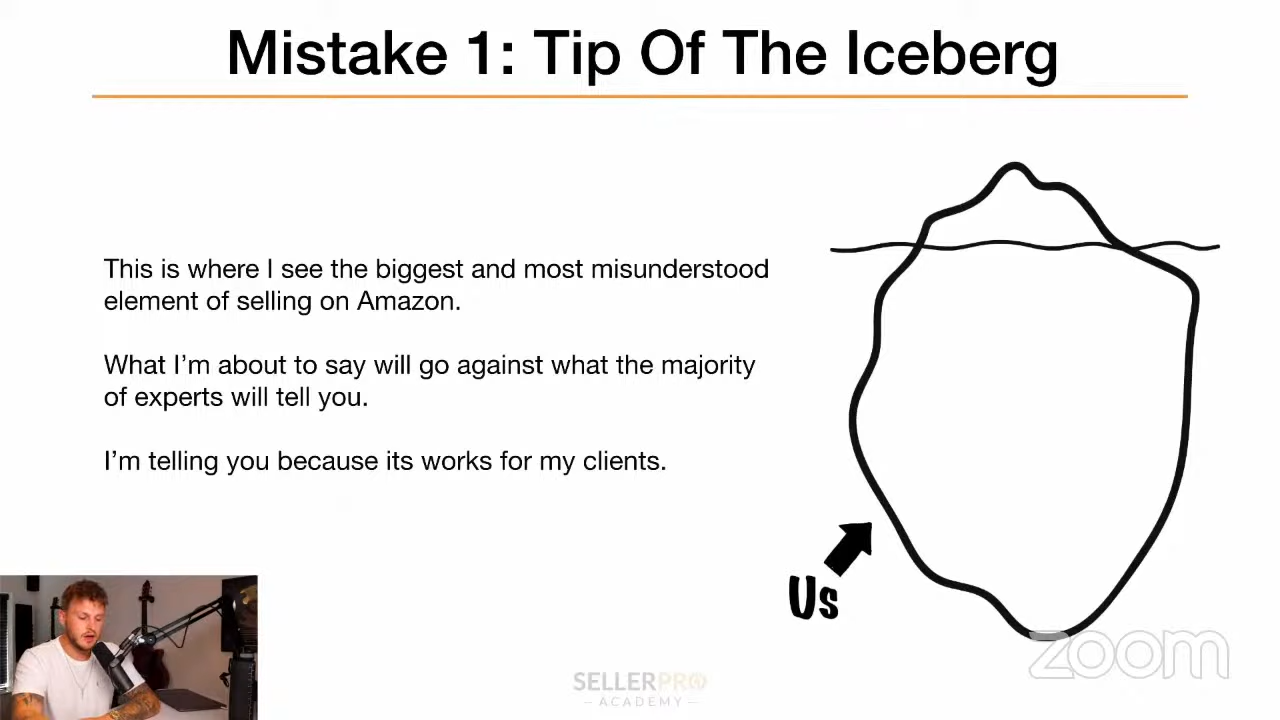 Mistake 1: Tip Of The Iceberg
This is where I see the biggest and most misunderstood
element of selling on Amazon.
What I'm about to say will go against what the majority
of experts will tell you.
I'm telling you because its works for my clients.
Us
zoom
SELLERPRO
ACADEMY